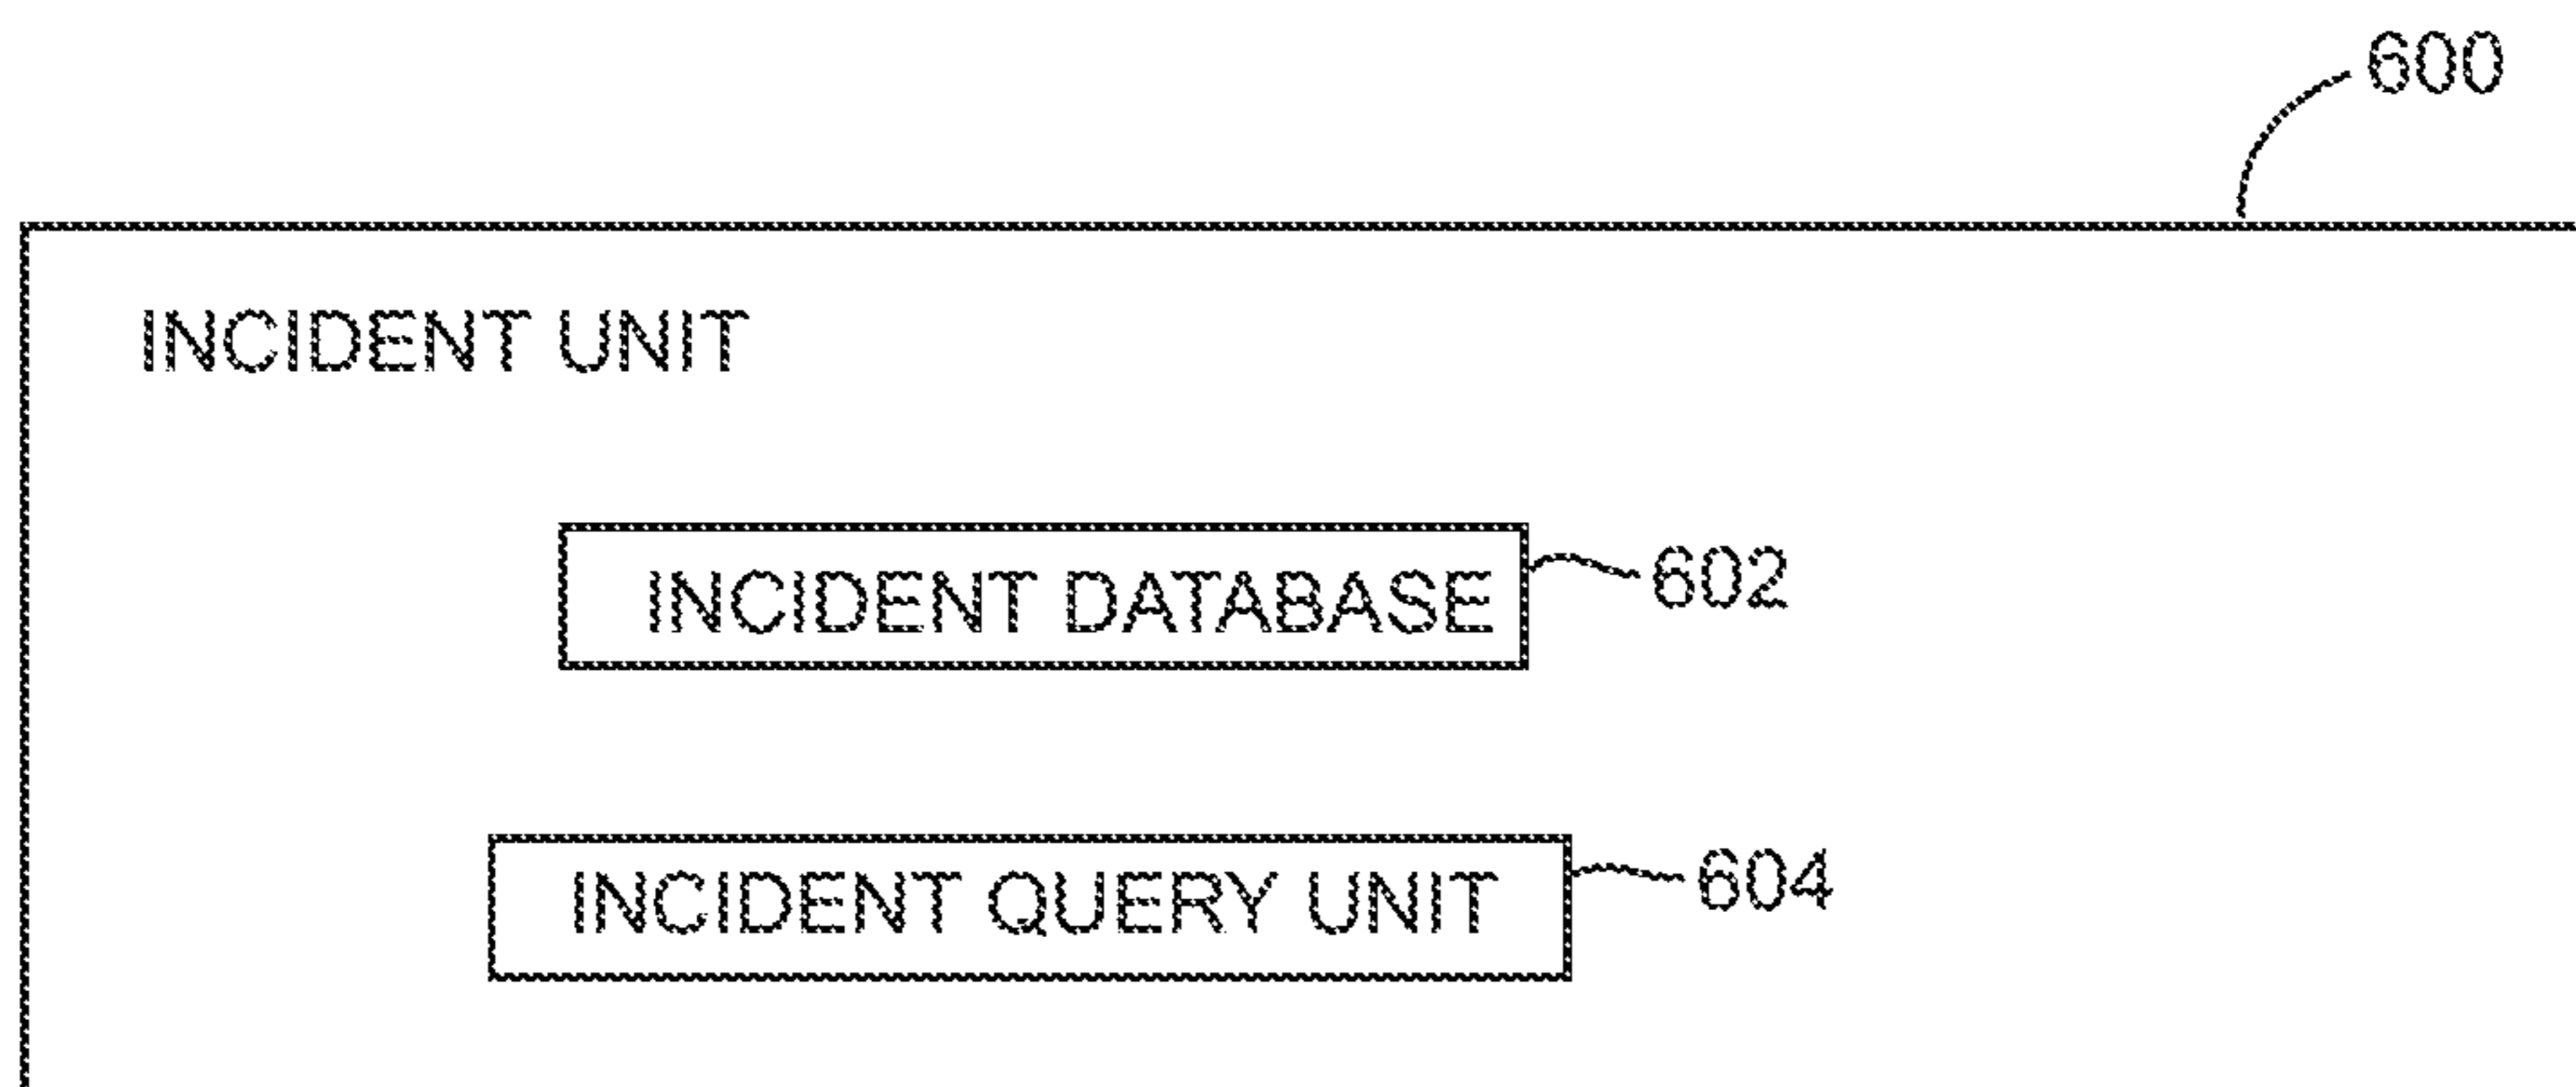 600
INCIDENT UNIT
INCIDENT DATABASE 602
INCIDENT QUERY UNIT 604